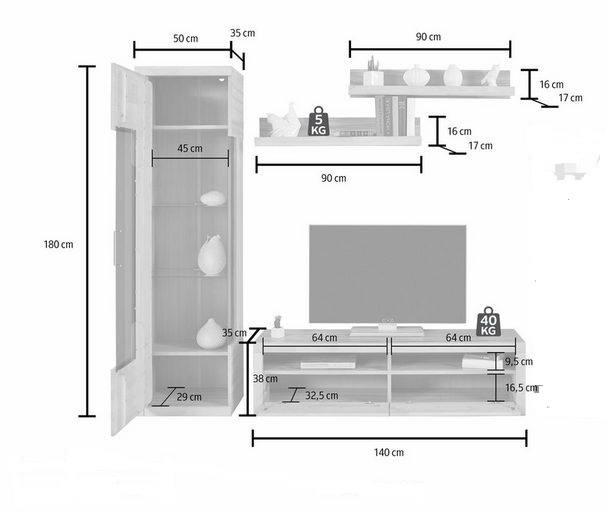 50 cm
35 cm
90 cm
16 cm
17 cm
5
KG
16 cm
17 cm
45 cm
90 cm
180 cm
40
KG
35 cm
64 cm
64 cm
9,5 cm
38 cm
16,5 cm
29 cm
32,5 cm
140 cm